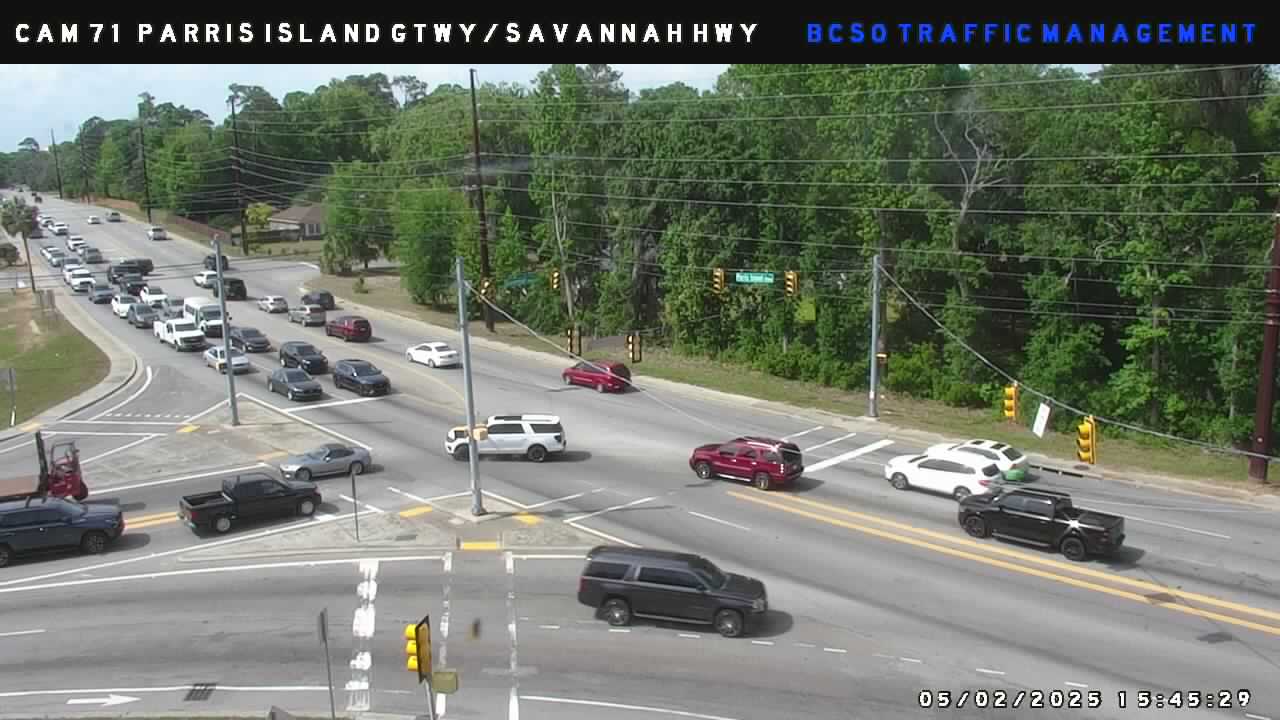 CAM 71 PARRIS ISLAND GTWY/SAVANNAH HWY BCSO TRAFFIC MANAGEMENT
05/02/2025 15:45:29